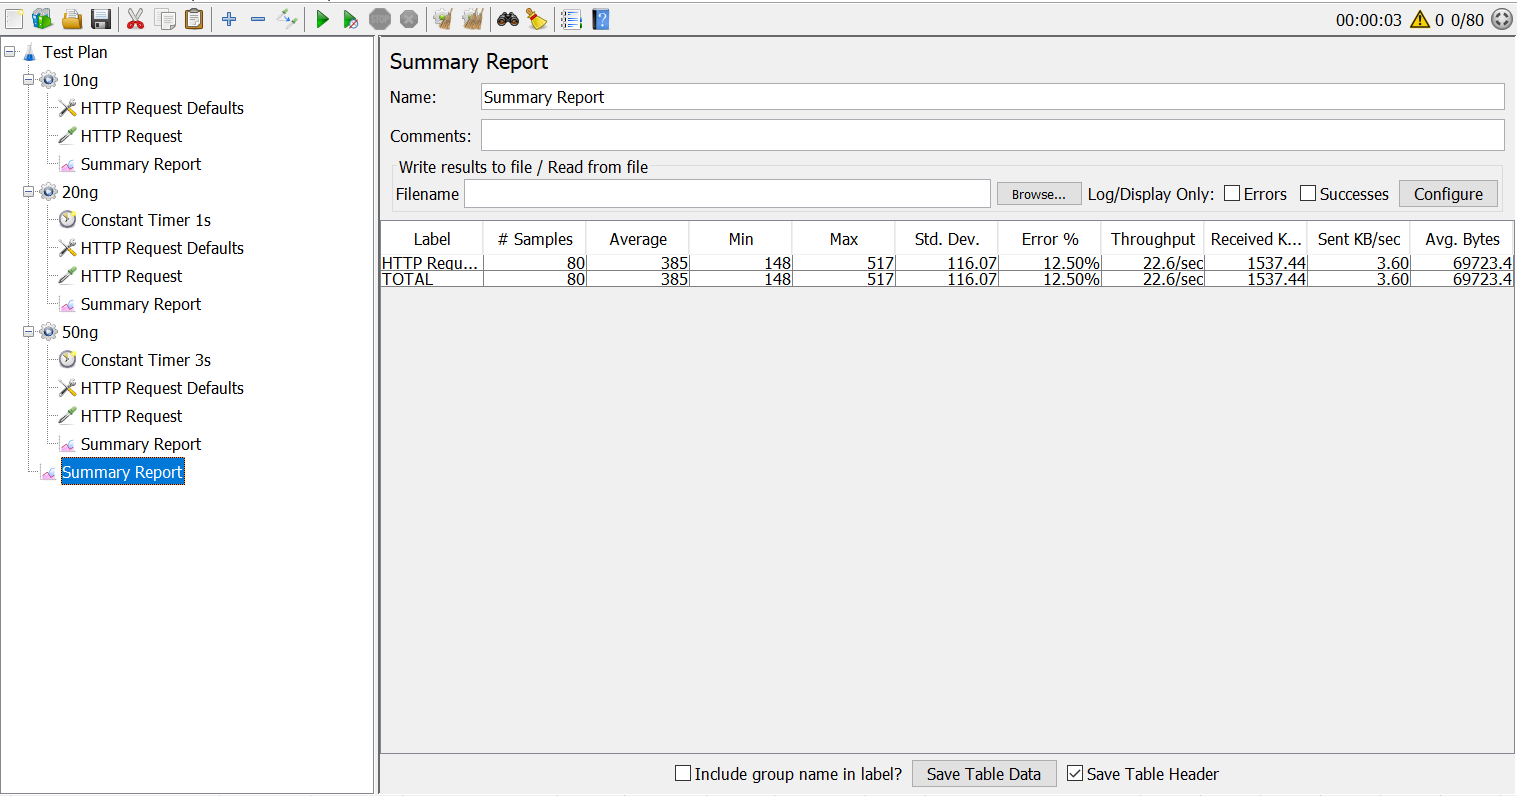 00:00:03 0 0/80
Test Plan
10ng
HTTP Request Defaults
HTTP Request
Summary Report
20ng
Constant Timer 1s
HTTP Request Defaults
HTTP Request
Summary Report
50ng
Constant Timer 3s
HTTP Request Defaults
HTTP Request
Summary Report
Summary Report
Summary Report
Name: Summary Report
Comments:
Write results to file / Read from file
Filename Browse... Log/Display Only: Errors Successes Configure
Label # Samples Average Min Max Std. Dev. Error % Throughput Received K... Sent KB/sec Avg. Bytes
HTTP Requ... 80 385 148 517 116.07 12.50% 22.6/sec 1537.44 3.60 69723.4
TOTAL 80 385 148 517 116.07 12.50% 22.6/sec 1537.44 3.60 69723.4
Include group name in label? Save Table Data Save Table Header